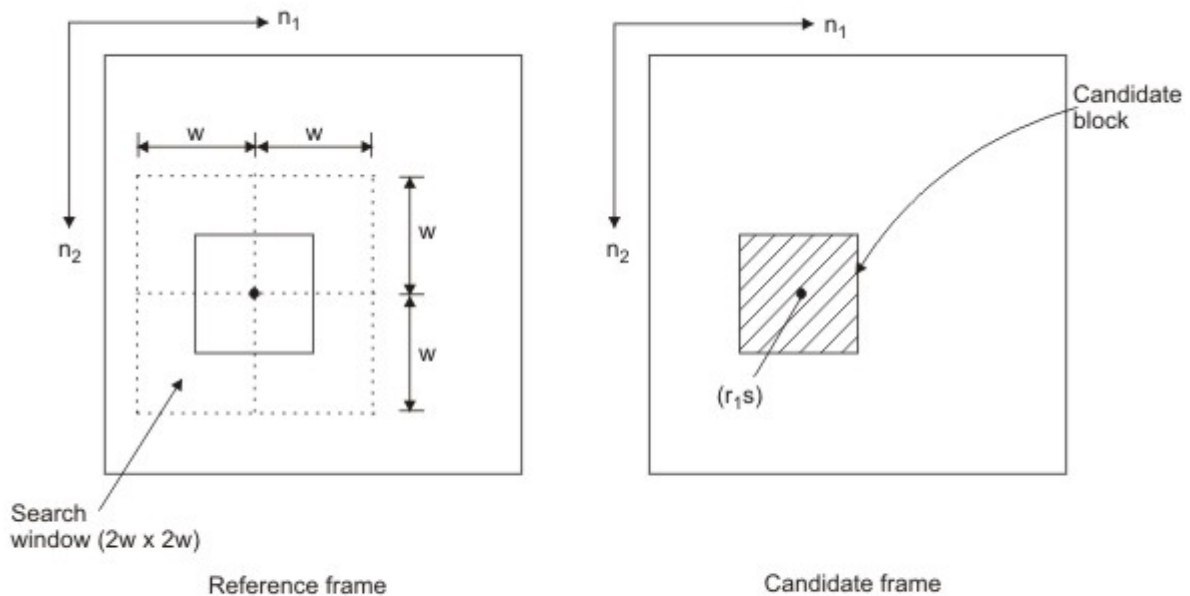 n1
n1
Candidate
block
w
w
w
n2
n2
w
(r1s)
Search
window (2w x 2w)
Reference frame
Candidate frame